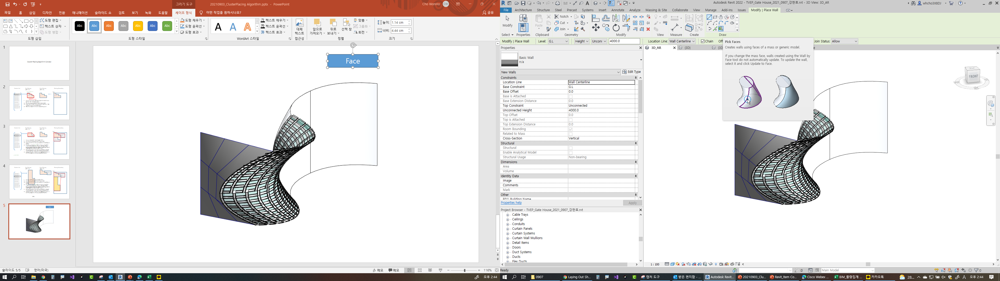 그리기 도구
20210903_ClusterPlacing Algorithm.pptx - PowerPoint
Cho WonHo
CW
파일
홈
삽입
디자인
전환
애니메이션
슬라이드 쇼
검토
보기
녹화
도움말
셰이프 형식
어떤 작업을 원하시나요?
공유
도형 편집
텍스트 상자
도형 병합
도형 삽입
Abc Abc Abc Abc Abc Abc Abc
도형 채우기
도형 윤곽선
도형 효과
도형 스타일
A A A
텍스트 채우기
텍스트 윤곽선
텍스트 효과
WordArt 스타일
대체
텍스트
접근성
앞으로
가져오기
뒤로
보내기
선택 창
맞춤
그룹화
회전
정렬
높이: 1.14 cm
너비: 4.44 cm
크기
1
Cluster Placing Algorithm Concept
2
3
4
5
Face
슬라이드 5/5
영어(미국)
메모
메모
116%
오후 2:44
Autodesk Revit 2022 - TVEP_Gate House_2021_0907_강한호.rvt - 3D View: 3D_AR
whcho3X8DJ
File
Architecture
Structure
Steel
Precast
Systems
Insert
Annotate
Analyze
Massing & Site
Collaborate
View
Manage
Add-Ins
Issues
Modify | Place Wall
Modify
Select
Properties
Paste
Clipboard
Notch
Cut
Join
Geometry
Modify
View
Measure
Create
Draw
Modify | Place Wall
Level: G.L
Height
Unconr
4000.0
Location Line: Wall Centerline
Chain
Off
Join Status: Allow
Pick Faces
Creates walls using faces of a mass or generic model.
If you change the mass face, walls created using the Wall by
Face tool do not automatically update. To update the wall,
select it and click Update to Face.
Properties
Basic Wall
n/a
New Walls
Edit Type
Constraints
Location Line Wall Centerline
Base Constraint G.L
Base Offset 0.0
Base is Attached
Base Extension Distance 0.0
Top Constraint Unconnected
Unconnected Height 4000.0
Top Offset 0.0
Top is Attached
Top Extension Distance 0.0
Room Bounding
Related to Mass
Cross-Section Vertical
Structural
Structural
Enable Analytical Model
Structural Usage Non-bearing
Dimensions
Area
Volume
Identity Data
Image
Comments
Mark
Other
F01) Building Name
Properties help
Apply
Project Browser - TVEP_Gate House_2021_0907_강한호.rvt
Cable Trays
Ceilings
Conduits
Curtain Panels
Curtain Systems
Curtain Wall Mullions
Detail Items
Doors
Duct Systems
Ducts
Flex Ducts
3D_AR
{3D}
{3D
FRONT
1 : 100
Ready
:0
Main Model
:0
0907
Laying Out Sh...
캡처 도구
받은 편지함 - ...
Autodesk Revit...
20210903_Clu...
Revit_Item Co...
Cisco Webex ...
BIM_물량집계 ...
카카오톡
28...
A
오후 2:44